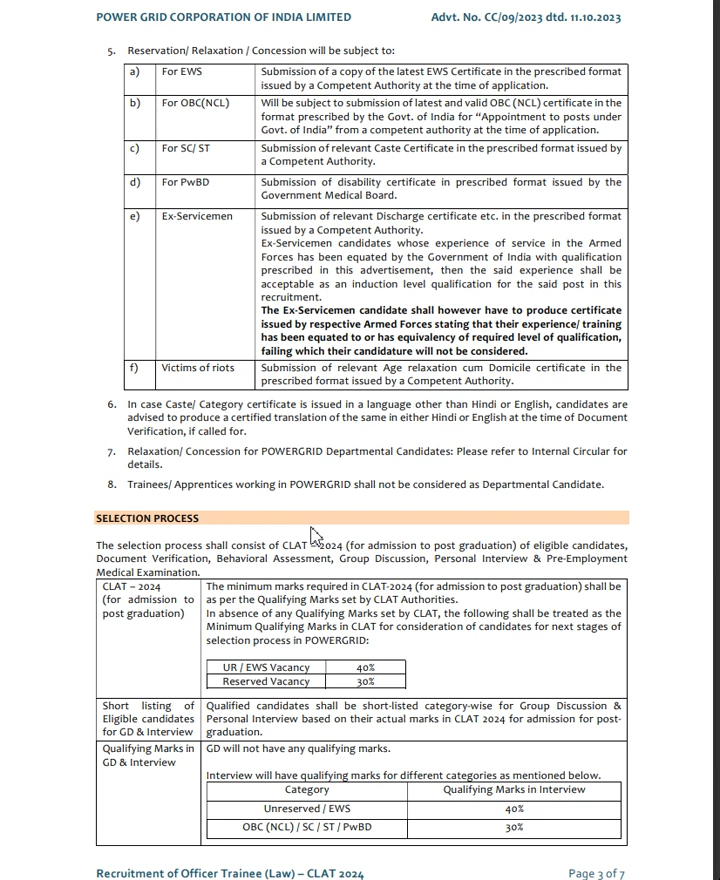 POWER GRID CORPORATION OF INDIA LIMITED Advt. No. CC/09/2023 dtd. 11.10.2023
5. Reservation/ Relaxation / Concession will be subject to:
a) For EWS Submission of a copy of the latest EWS Certificate in the prescribed format
issued by a Competent Authority at the time of application.
b) For OBC(NCL) Will be subject to submission of latest and valid OBC (NCL) certificate in the
format prescribed by the Govt. of India for “Appointment to posts under
Govt. of India” from a competent authority at the time of application.
c) For SC/ ST Submission of relevant Caste Certificate in the prescribed format issued by
a Competent Authority.
d) For PwBD Submission of disability certificate in prescribed format issued by the
Government Medical Board.
e) Ex-Servicemen Submission of relevant Discharge certificate etc. in the prescribed format
issued by a Competent Authority.
Ex-Servicemen candidates whose experience of service in the Armed
Forces has been equated by the Government of India with qualification
prescribed in this advertisement, then the said experience shall be
acceptable as an induction level qualification for the said post in this
recruitment.
The Ex-Servicemen candidate shall however have to produce certificate
issued by respective Armed Forces stating that their experience/ training
has been equated to or has equivalency of required level of qualification,
failing which their candidature will not be considered.
f) Victims of riots Submission of relevant Age relaxation cum Domicile certificate in the
prescribed format issued by a Competent Authority.
6. In case Caste/ Category certificate is issued in a language other than Hindi or English, candidates are
advised to produce a certified translation of the same in either Hindi or English at the time of Document
Verification, if called for.
7. Relaxation/ Concession for POWERGRID Departmental Candidates: Please refer to Internal Circular for
details.
8. Trainees/ Apprentices working in POWERGRID shall not be considered as Departmental Candidate.
SELECTION PROCESS
The selection process shall consist of CLAT – 2024 (for admission to post graduation) of eligible candidates,
Document Verification, Behavioral Assessment, Group Discussion, Personal Interview & Pre-Employment
Medical Examination.
CLAT – 2024 The minimum marks required in CLAT-2024 (for admission to post graduation) shall be
(for admission to as per the Qualifying Marks set by CLAT Authorities.
post graduation) In absence of any Qualifying Marks set by CLAT, the following shall be treated as the
Minimum Qualifying Marks in CLAT for consideration of candidates for next stages of
selection process in POWERGRID:
UR / EWS Vacancy 40%
Reserved Vacancy 30%
Short listing of Qualified candidates shall be short-listed category-wise for Group Discussion &
Eligible candidates Personal Interview based on their actual marks in CLAT 2024 for admission for post-
for GD & Interview graduation.
Qualifying Marks in GD will not have any qualifying marks.
GD & Interview
Interview will have qualifying marks for different categories as mentioned below.
Category Qualifying Marks in Interview
Unreserved / EWS 40%
OBC (NCL) / SC / ST / PwBD 30%
Recruitment of Officer Trainee (Law) – CLAT 2024 Page 3 of 7